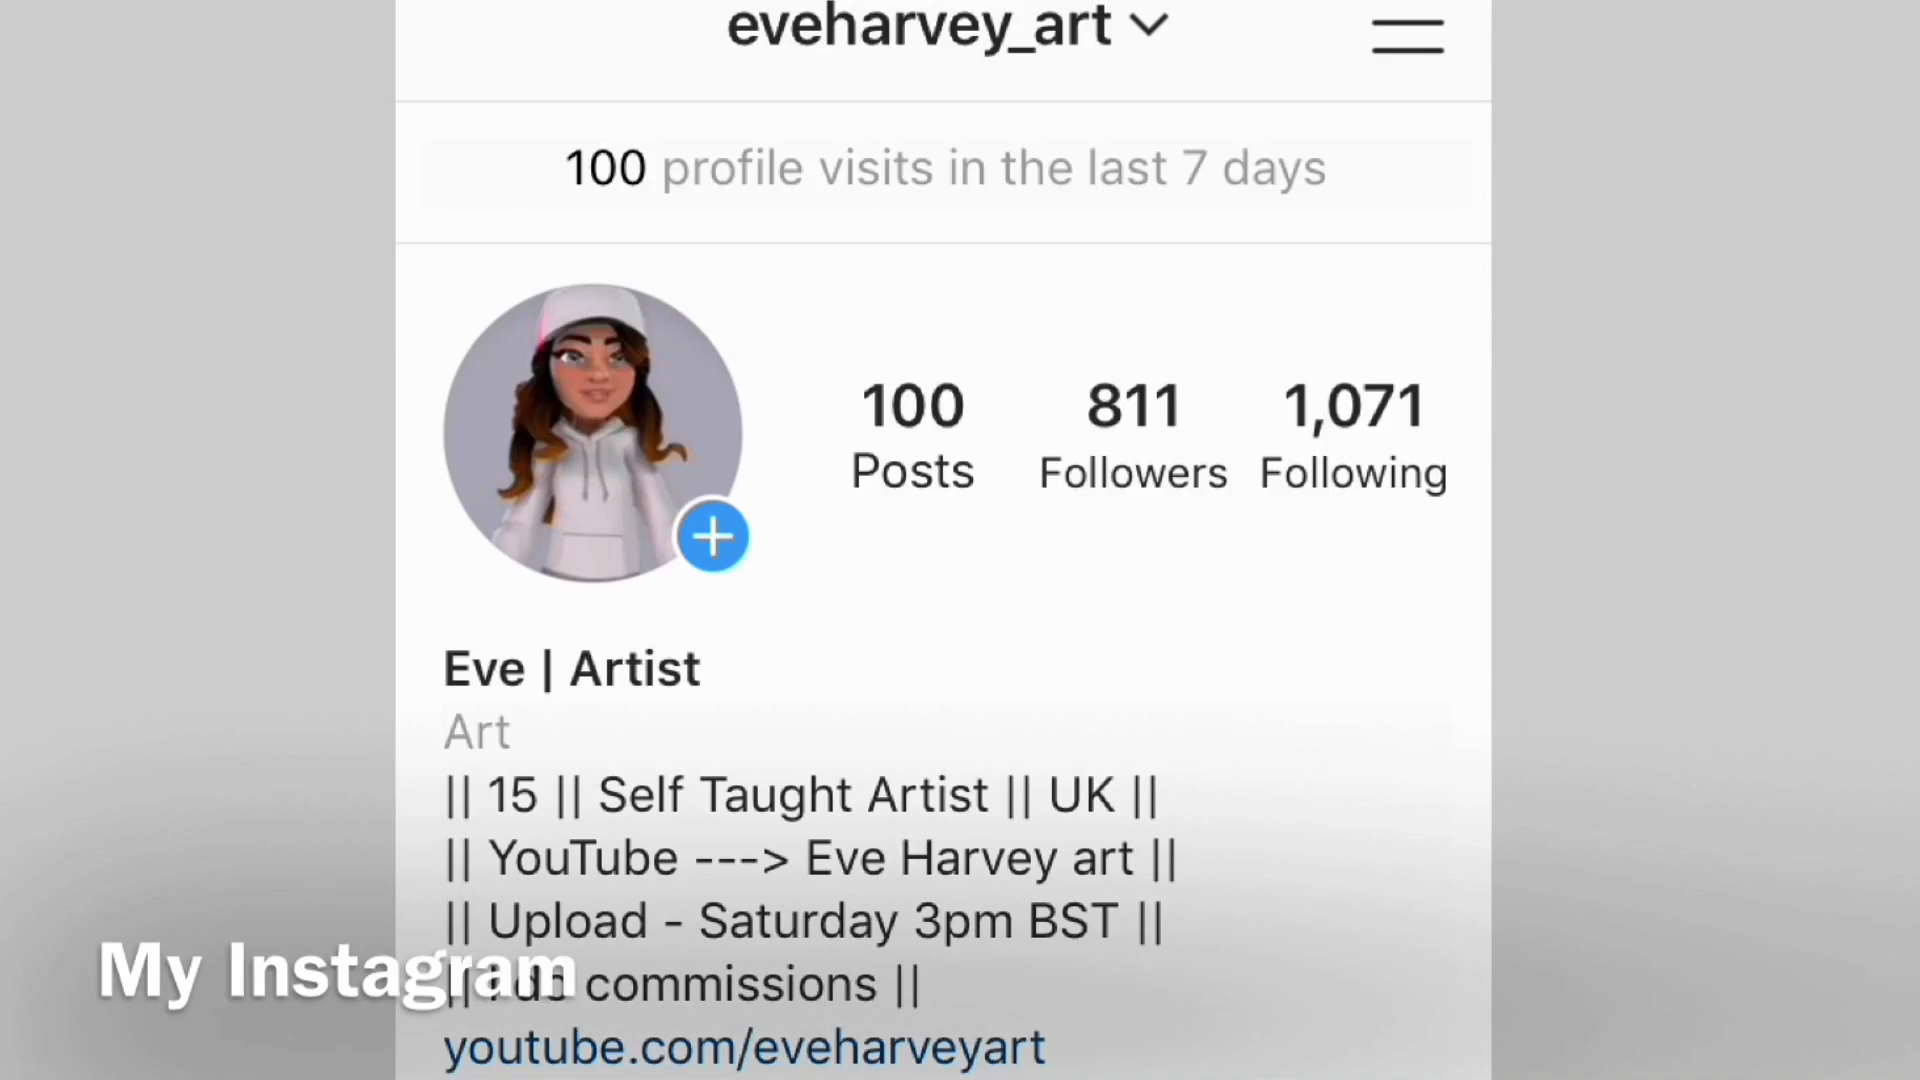 eveharvey_art
100 profile visits in the last 7 days
100 811 1,071
Posts Followers Following
Eve | Artist
Art
|| 15 || Self Taught Artist || UK ||
|| YouTube ---> Eve Harvey art ||
|| Upload - Saturday 3pm BST ||
|| I do commissions ||
My Instagram
youtube.com/eveharveyart